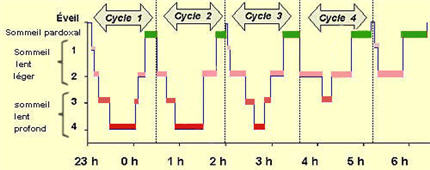 Éveil
Cycle 1
Cycle 2
Cycle 3
Cycle 4
Sommeil pardoxal
Sommeil
lent
léger
1
2
sommeil
lent
profond
3
4
23 h
0 h
1 h
2 h
3 h
4 h
5 h
6 h